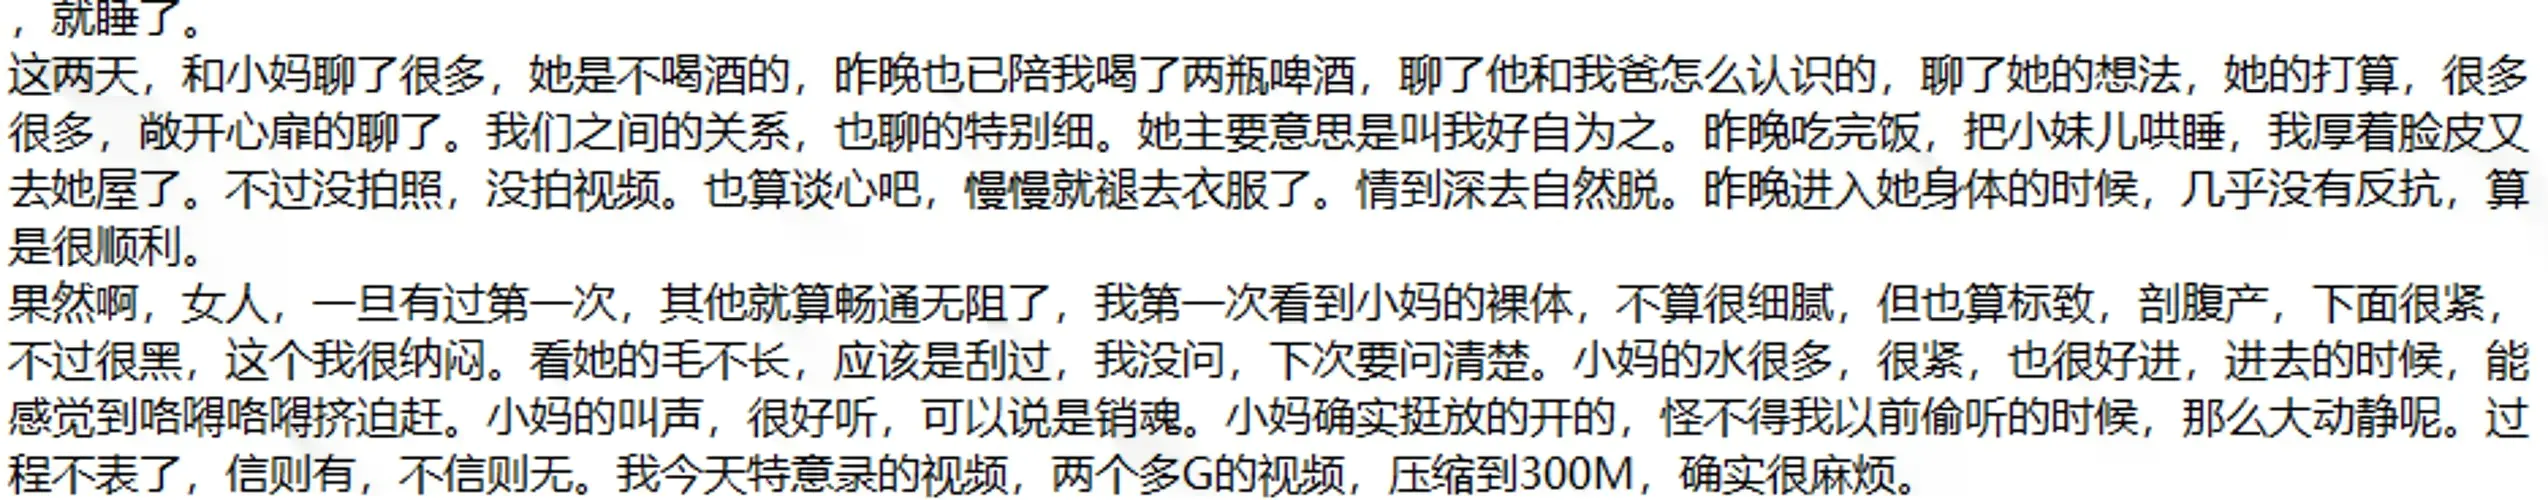 ，就睡了。
这两天，和小妈聊了很多，她是不喝酒的，昨晚也已陪我喝了两瓶啤酒，聊了他和我爸怎么认识的，聊了她的想法，她的打算，很多
很多，敞开心扉的聊了。我们之间的关系，也聊的特别细。她主要意思是叫我好自为之。昨晚吃完饭，把小妹儿哄睡，我厚着脸皮又
去她屋了。不过没拍照，没拍视频。也算谈心吧，慢慢就褪去衣服了。情到深去自然脱。昨晚进入她身体的时候，几乎没有反抗，算
是很顺利。
果然啊，女人，一旦有过第一次，其他就算畅通无阻了，我第一次看到小妈的裸体，不算很细腻，但也算标致，剖腹产，下面很紧，
不过很黑，这个我很纳闷。看她的毛不长，应该是刮过，我没问，下次要问清楚。小妈的水很多，很紧，也很好进，进去的时候，能
感觉到咯嘚咯嘚挤迫赶。小妈的叫声，很好听，可以说是销魂。小妈确实挺放的开的，怪不得我以前偷听的时候，那么大动静呢。过
程不表了，信则有，不信则无。我今天特意录的视频，两个多G的视频，压缩到300M，确实很麻烦。